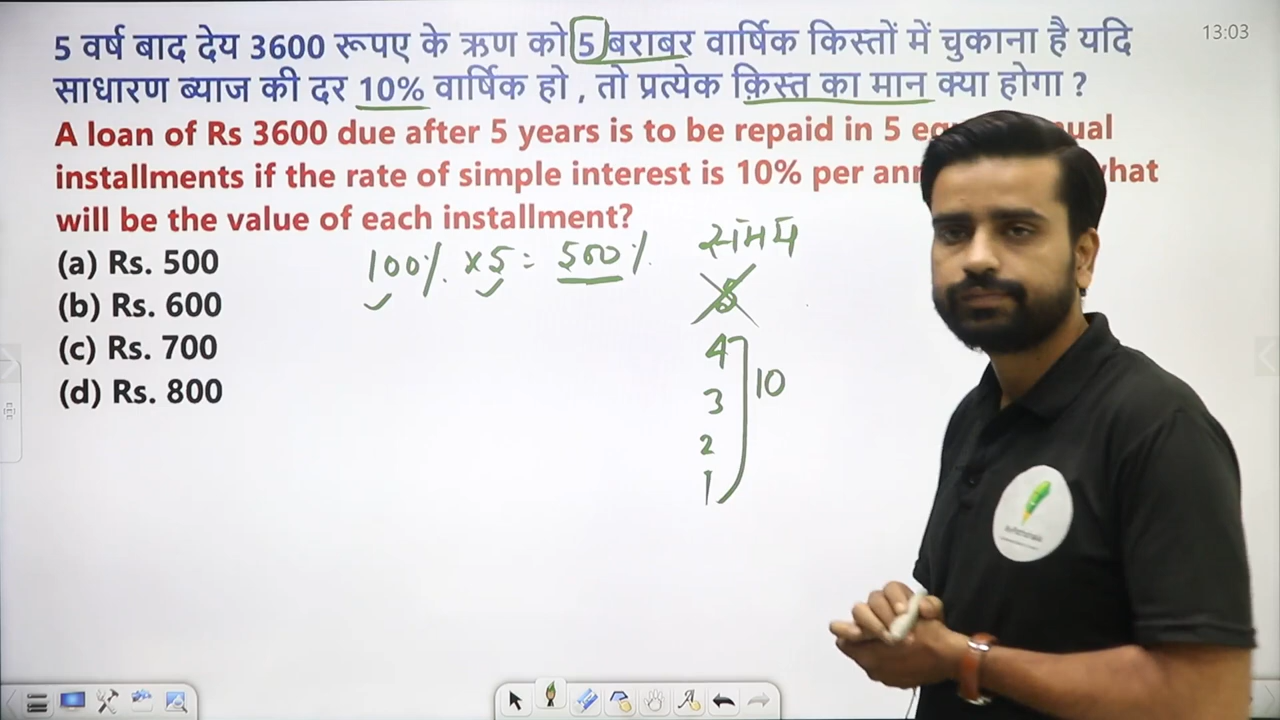 5 वर्ष बाद देय 3600 रूपए के ऋण को 5 बराबर वार्षिक किस्तों में चुकाना है यदि
साधारण ब्याज की दर 10% वार्षिक हो , तो प्रत्येक क़िस्त का मान क्या होगा ?
A loan of Rs 3600 due after 5 years is to be repaid in 5
installments if the rate of simple interest is 10% per
will be the value of each installment?
(a) Rs. 500
(b) Rs. 600
(c) Rs. 700
(d) Rs. 800
100% × 5 = 500%
समय
5
4
3
2
1
10
13:03